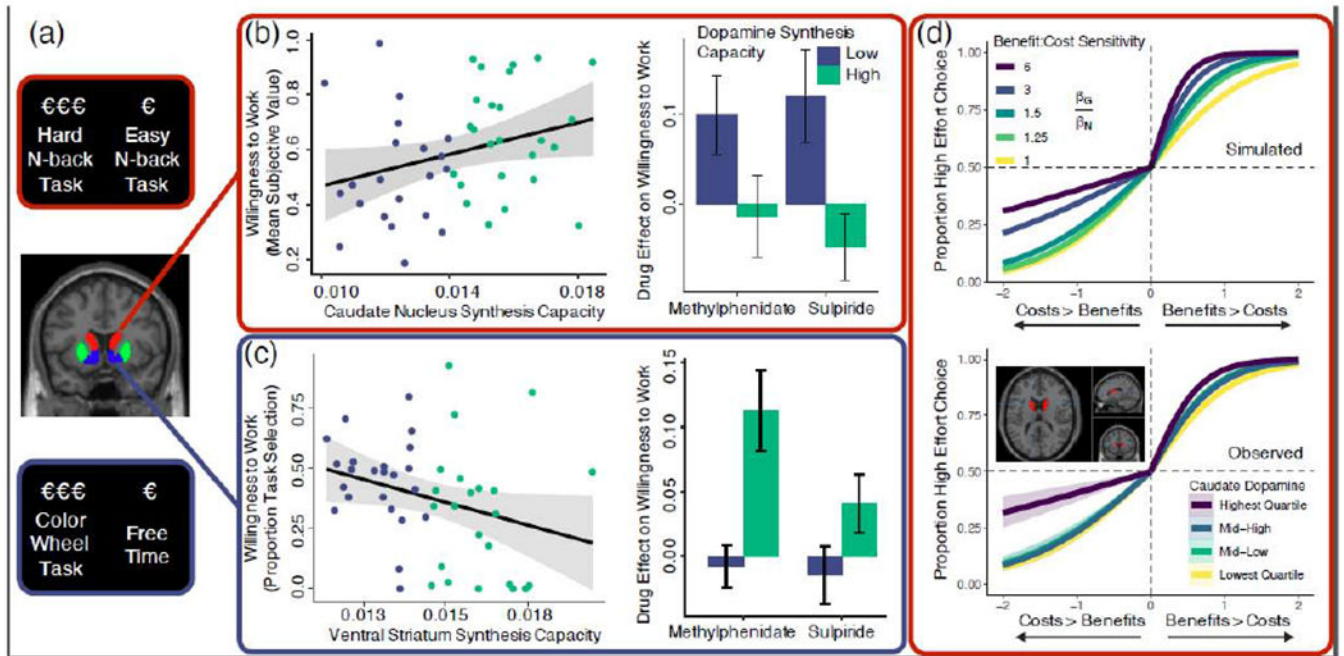 (a)
€€€ €
Hard Easy
N-back N-back
Task Task
€€€ €
Color Free
Wheel Time
Task
(b)
Willingness to Work
(Mean Subjective Value)
1.0
0.8
0.6
0.4
0.2
0.010 0.014 0.018
Caudate Nucleus Synthesis Capacity
Drug Effect on Willingness to Work
Dopamine Synthesis
Capacity
Low
High
0.1
0.0
Methylphenidate Sulpiride
(c)
Willingness to Work
(Proportion Task Selection)
0.75
0.50
0.25
0.0
0.013 0.015 0.018
Ventral Striatum Synthesis Capacity
Drug Effect on Willingness to Work
0.15
0.10
0.05
0.00
Methylphenidate Sulpiride
(d)
Proportion High Effort Choice
1.00
0.75
0.50
0.25
0.00
Benefit:Cost Sensitivity
6
3
1.5
1.25
1
βG
βN
Simulated
-2 -1 0 1 2
Costs > Benefits Benefits > Costs
Proportion High Effort Choice
1.00
0.75
0.50
0.25
0.00
Observed
Caudate Dopamine
Highest Quartile
Mid-High
Mid-Low
Lowest Quartile
-2 -1 0 1 2
Costs > Benefits Benefits > Costs